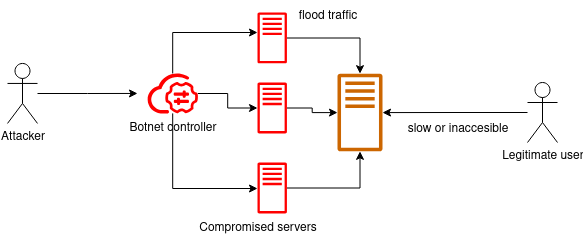 flood traffic
Attacker
Botnet controller
slow or inaccesible
Legitimate user
Compromised servers